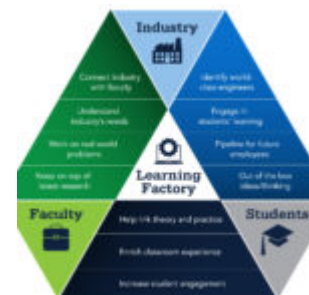 Industry
Connect industry
with faculty
Identify world-
class engineers
Understand
industry's needs
Engage in
students' learning
Work on real world
problems
Pipeline for future
employees
Keep on top of
latest research
Out of the box
ideas/thinking
Learning
Factory
Faculty
Students
Help link theory and practice
Enrich classroom experience
Increase student engagement